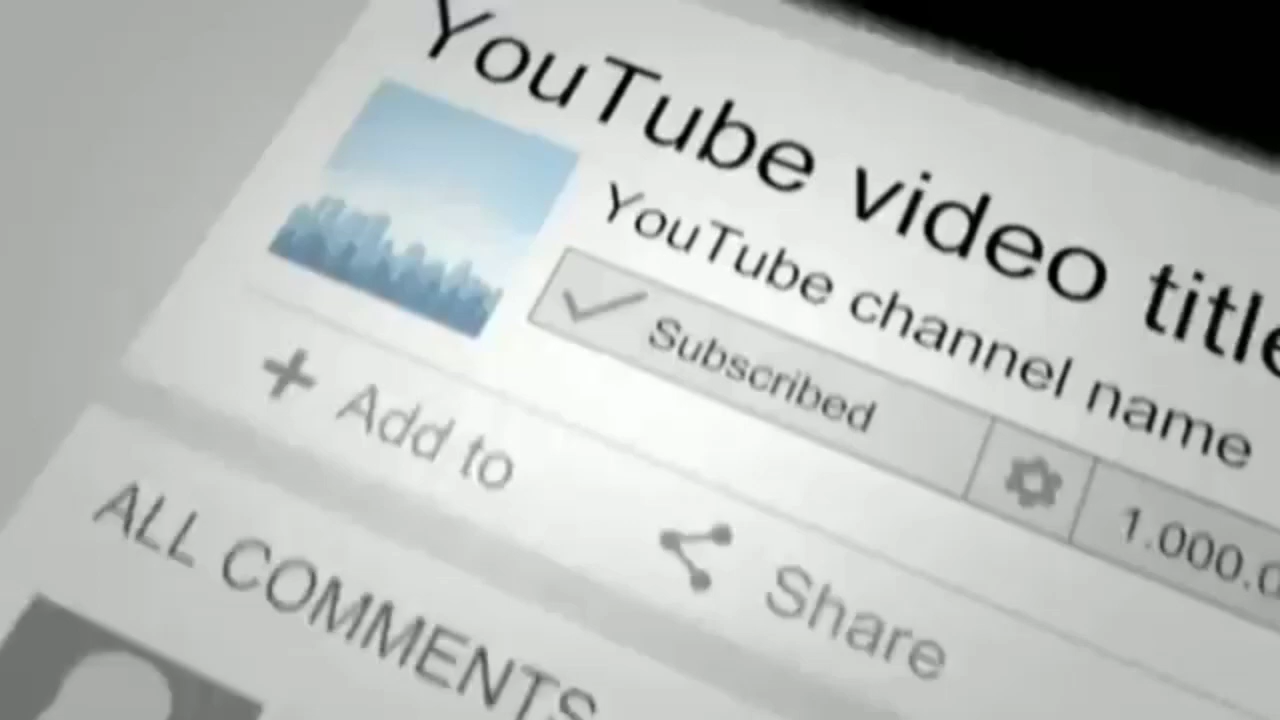 YouTube video title
YouTube channel name
Subscribed
1.000.0
Add to
Share
ALL COMMENTS